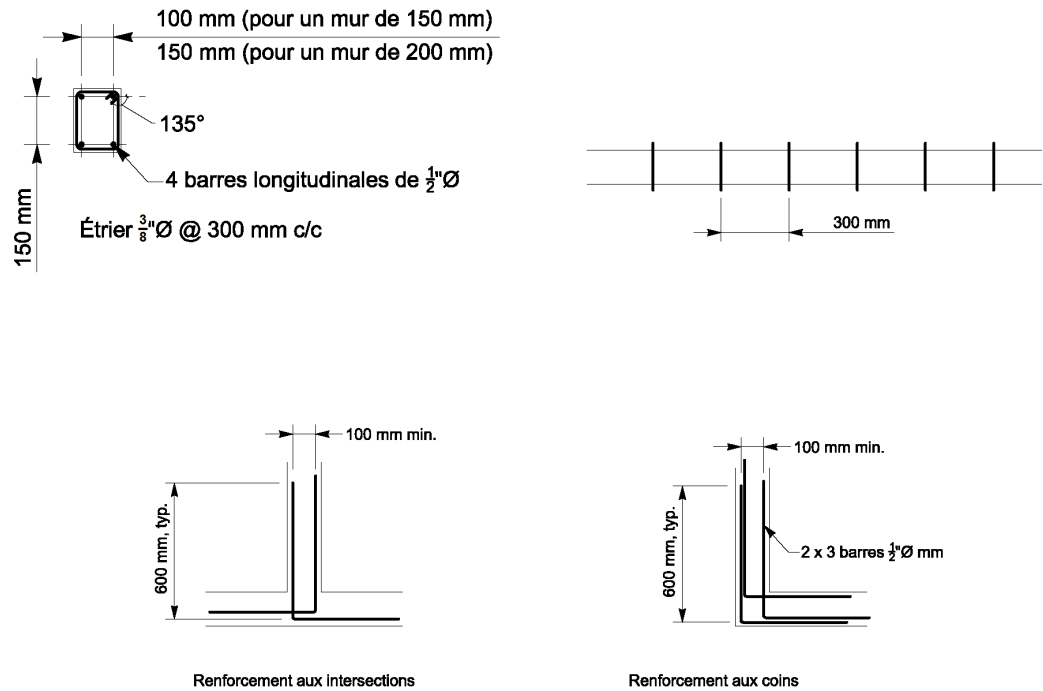 100 mm (pour un mur de 150 mm)
150 mm (pour un mur de 200 mm)
135°
4 barres longitudinales de 1/2"Ø
150 mm
Étrier 3/8"Ø @ 300 mm c/c
300 mm
100 mm min.
600 mm, typ.
Renforcement aux intersections
100 mm min.
600 mm, typ.
2 x 3 barres 1/2"Ø mm
Renforcement aux coins